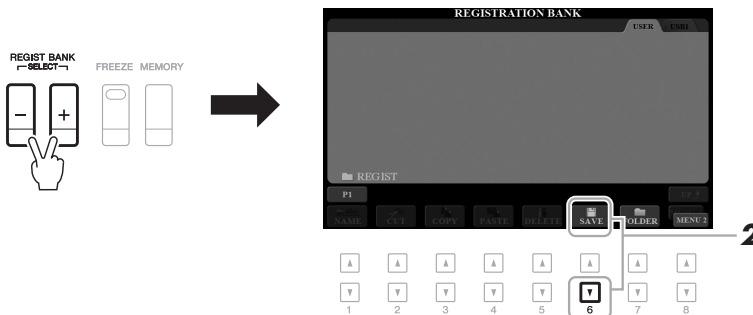 REGIST BANK
SELECT
− +
FREEZE MEMORY
REGISTRATION BANK
USER USB1
REGIST
P1 UP
NAME CUT COPY PASTE DELETE SAVE FOLDER MENU 2
2
1 2 3 4 5 6 7 8